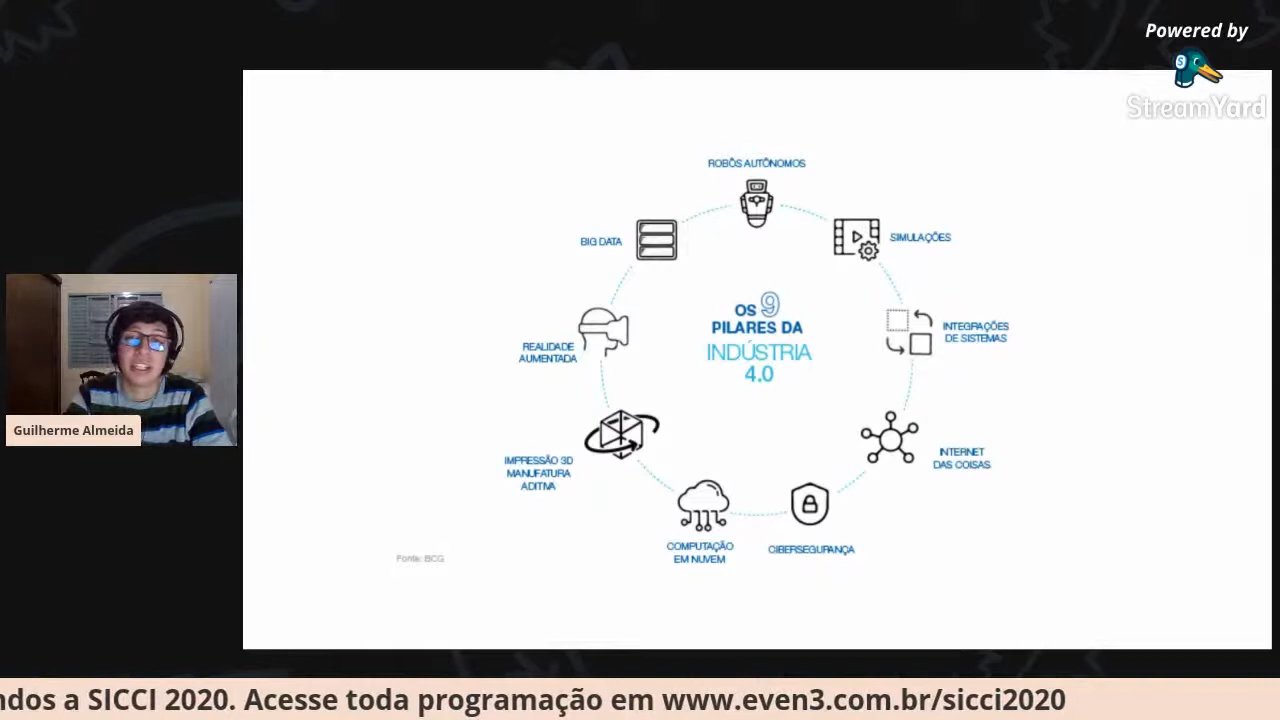 Powered by
StreamYard
ROBÔS AUTÔNOMOS
BIG DATA
SIMULAÇÕES
OS 9
PILARES DA
INDÚSTRIA
4.0
INTEGRAÇÕES
DE SISTEMAS
REALIDADE
AUMENTADA
INTERNET
DAS COISAS
IMPRESSÃO 3D
MANUFATURA
ADITIVA
COMPUTAÇÃO
EM NUVEM
CIBERSEGURANÇA
Fonte: BCG
Guilherme Almeida
ndos a SICCI 2020. Acesse toda programação em www.even3.com.br/sicci2020